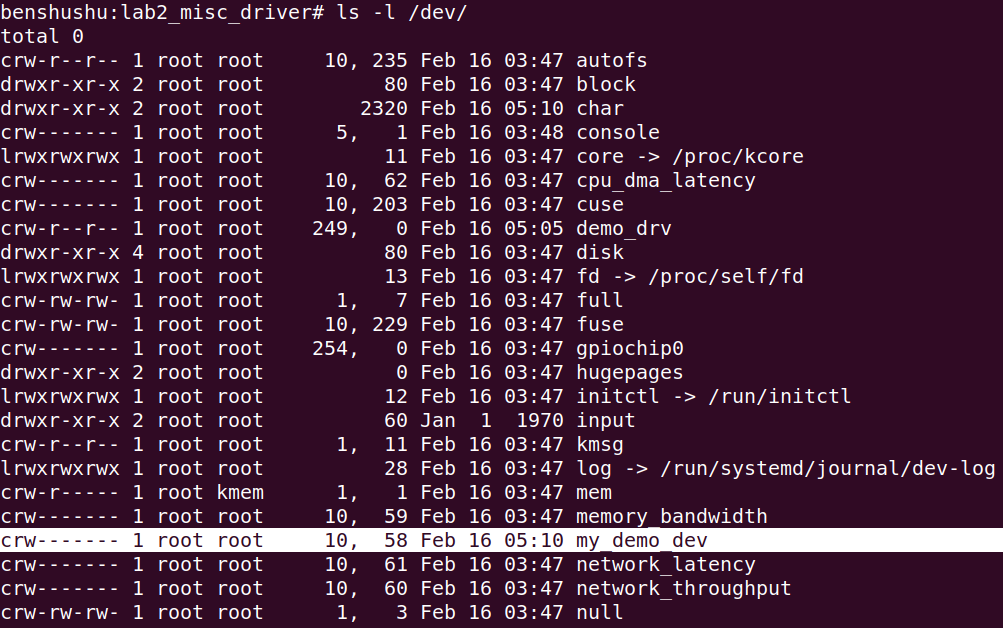 benshushu:lab2_misc_driver# ls -l /dev/
total 0
crw-r--r-- 1 root root     10, 235 Feb 16 03:47 autofs
drwxr-xr-x 2 root root          80 Feb 16 03:47 block
drwxr-xr-x 2 root root        2320 Feb 16 05:10 char
crw------- 1 root root      5,   1 Feb 16 03:48 console
lrwxrwxrwx 1 root root          11 Feb 16 03:47 core -> /proc/kcore
crw------- 1 root root     10,  62 Feb 16 03:47 cpu_dma_latency
crw------- 1 root root     10, 203 Feb 16 03:47 cuse
crw-r--r-- 1 root root    249,   0 Feb 16 05:05 demo_drv
drwxr-xr-x 4 root root          80 Feb 16 03:47 disk
lrwxrwxrwx 1 root root          13 Feb 16 03:47 fd -> /proc/self/fd
crw-rw-rw- 1 root root      1,   7 Feb 16 03:47 full
crw-rw-rw- 1 root root     10, 229 Feb 16 03:47 fuse
crw------- 1 root root    254,   0 Feb 16 03:47 gpiochip0
drwxr-xr-x 2 root root           0 Feb 16 03:47 hugepages
lrwxrwxrwx 1 root root          12 Feb 16 03:47 initctl -> /run/initctl
drwxr-xr-x 2 root root          60 Jan  1  1970 input
crw-r--r-- 1 root root      1,  11 Feb 16 03:47 kmsg
lrwxrwxrwx 1 root root          28 Feb 16 03:47 log -> /run/systemd/journal/dev-log
crw-r----- 1 root kmem      1,   1 Feb 16 03:47 mem
crw------- 1 root root     10,  59 Feb 16 03:47 memory_bandwidth
crw------- 1 root root     10,  58 Feb 16 05:10 my_demo_dev
crw------- 1 root root     10,  61 Feb 16 03:47 network_latency
crw------- 1 root root     10,  60 Feb 16 03:47 network_throughput
crw-rw-rw- 1 root root      1,   3 Feb 16 03:47 null